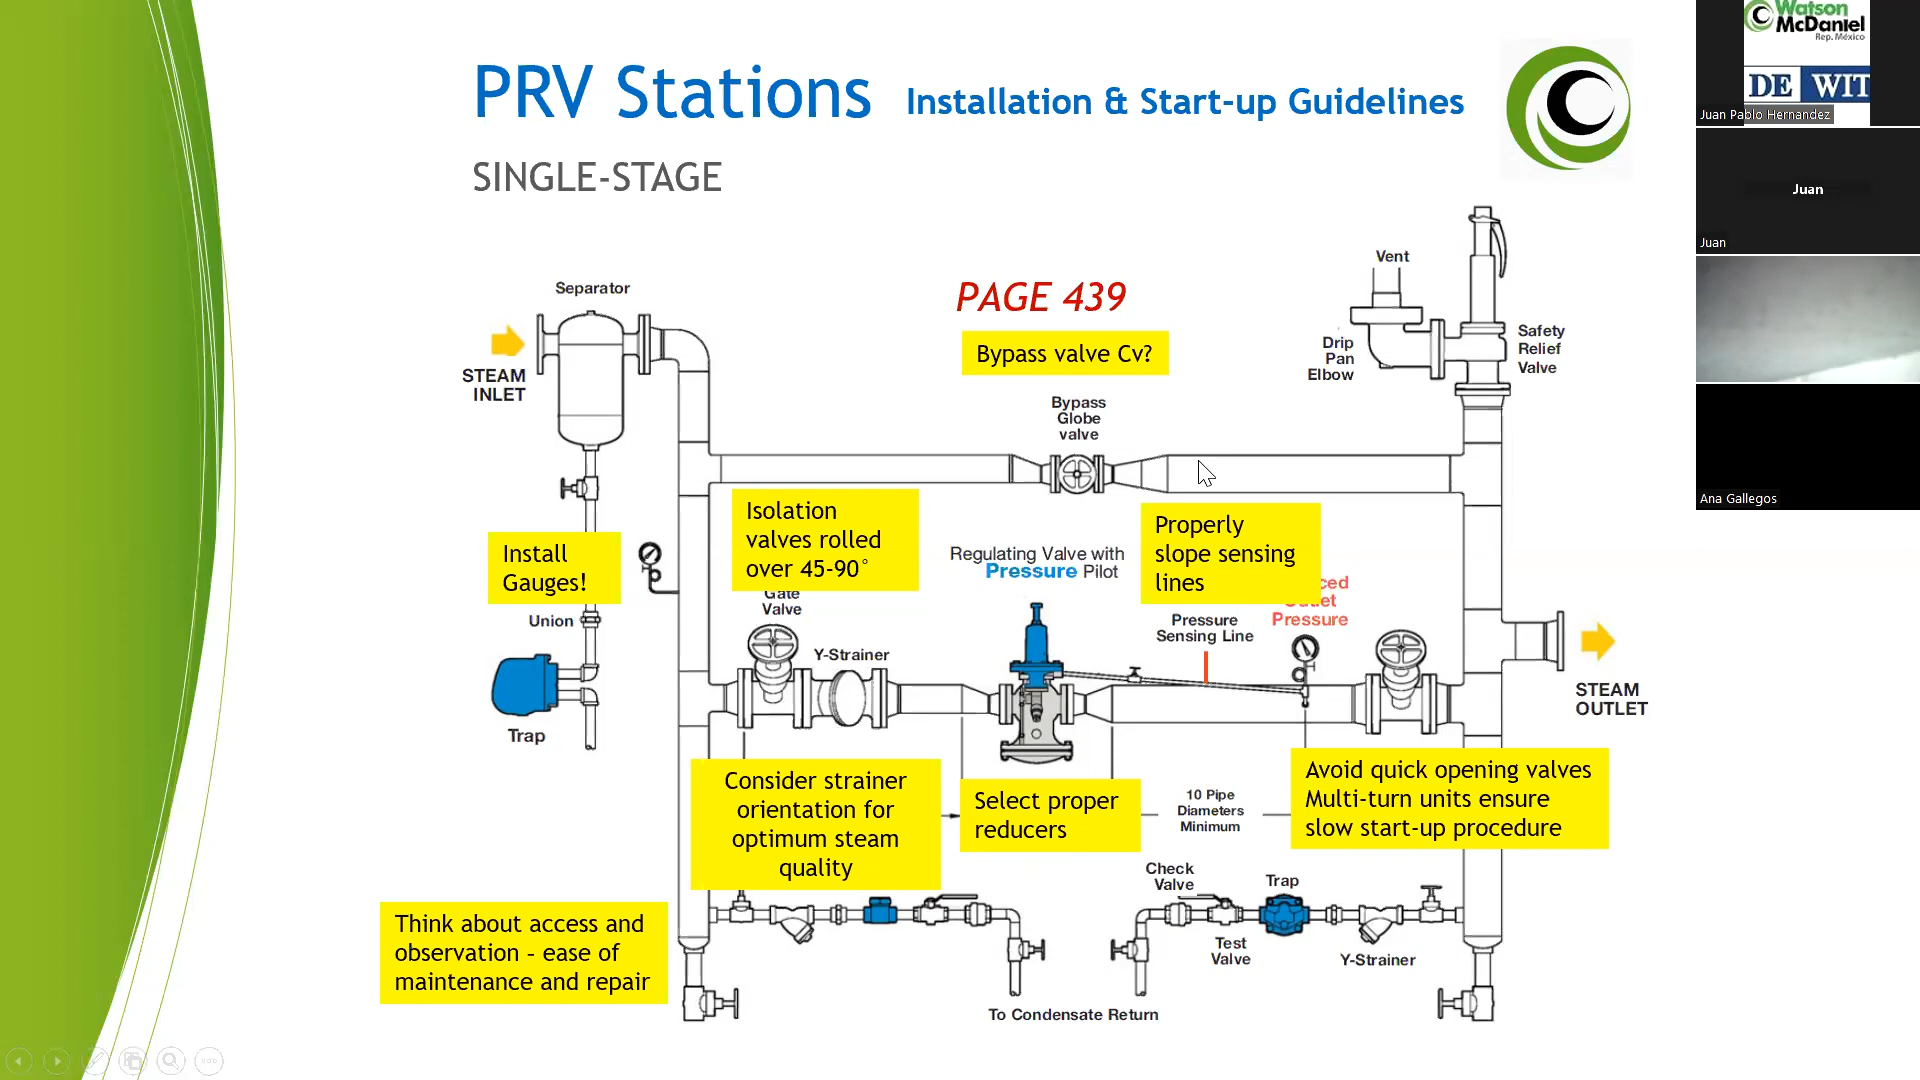 PRV Stations Installation & Start-up Guidelines
SINGLE-STAGE
Watson
McDaniel
Rep. México
DE WIT
Juan Pablo Hernandez
Juan
Juan
Ana Gallegos
PAGE 439
Bypass valve Cv?
Separator
STEAM
INLET
Vent
Drip
Pan
Elbow
Safety
Relief
Valve
Bypass
Globe
valve
Isolation
valves rolled
over 45-90°
Install
Gauges!
Union
Trap
Gate
Valve
Y-Strainer
Regulating Valve with
Pressure Pilot
Properly
slope sensing
lines
Pressure
Sensing Line
Pressure
STEAM
OUTLET
Consider strainer
orientation for
optimum steam
quality
Select proper
reducers
10 Pipe
Diameters
Minimum
Avoid quick opening valves
Multi-turn units ensure
slow start-up procedure
Think about access and
observation - ease of
maintenance and repair
Check
Valve
Trap
Test
Valve
Y-Strainer
To Condensate Return